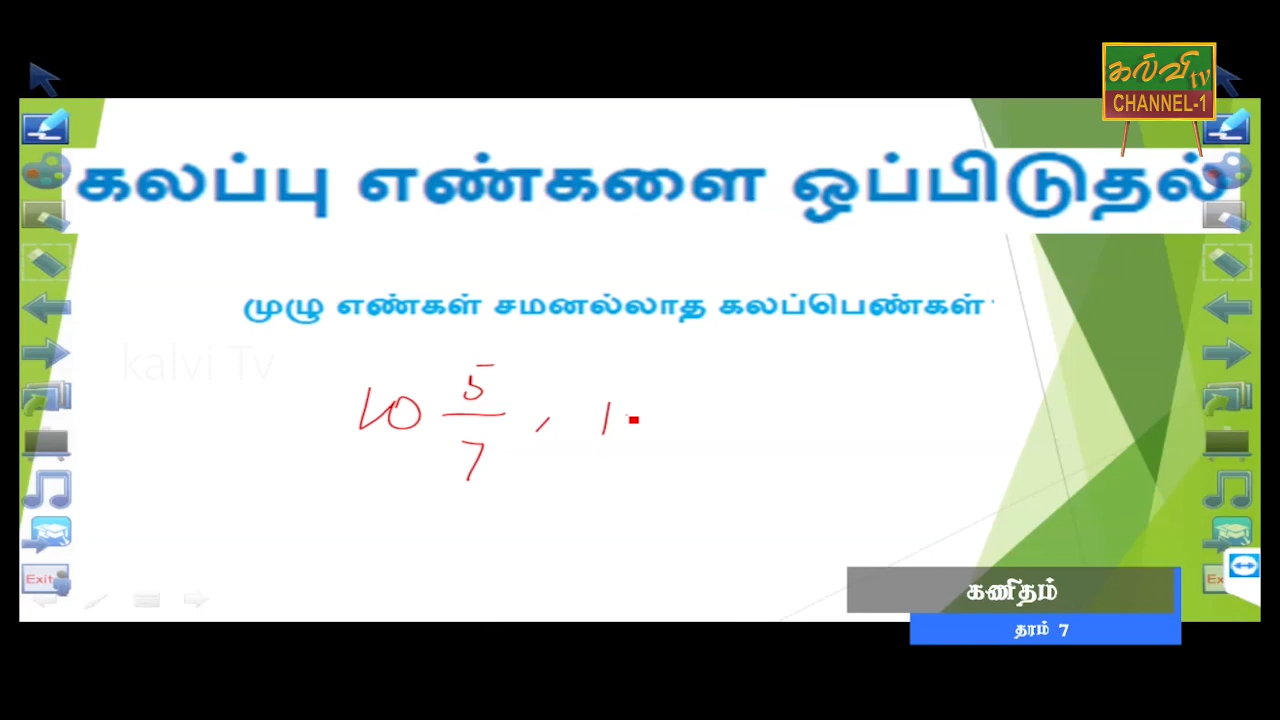 கல்வி tv
CHANNEL-1
கலப்பு எண்களை ஒப்பிடுதல்
முழு எண்கள் சமனல்லாத கலப்பெண்கள்
kalvi Tv
10 5/7 , 1
Exit
Ex
கணிதம்
தரம் 7